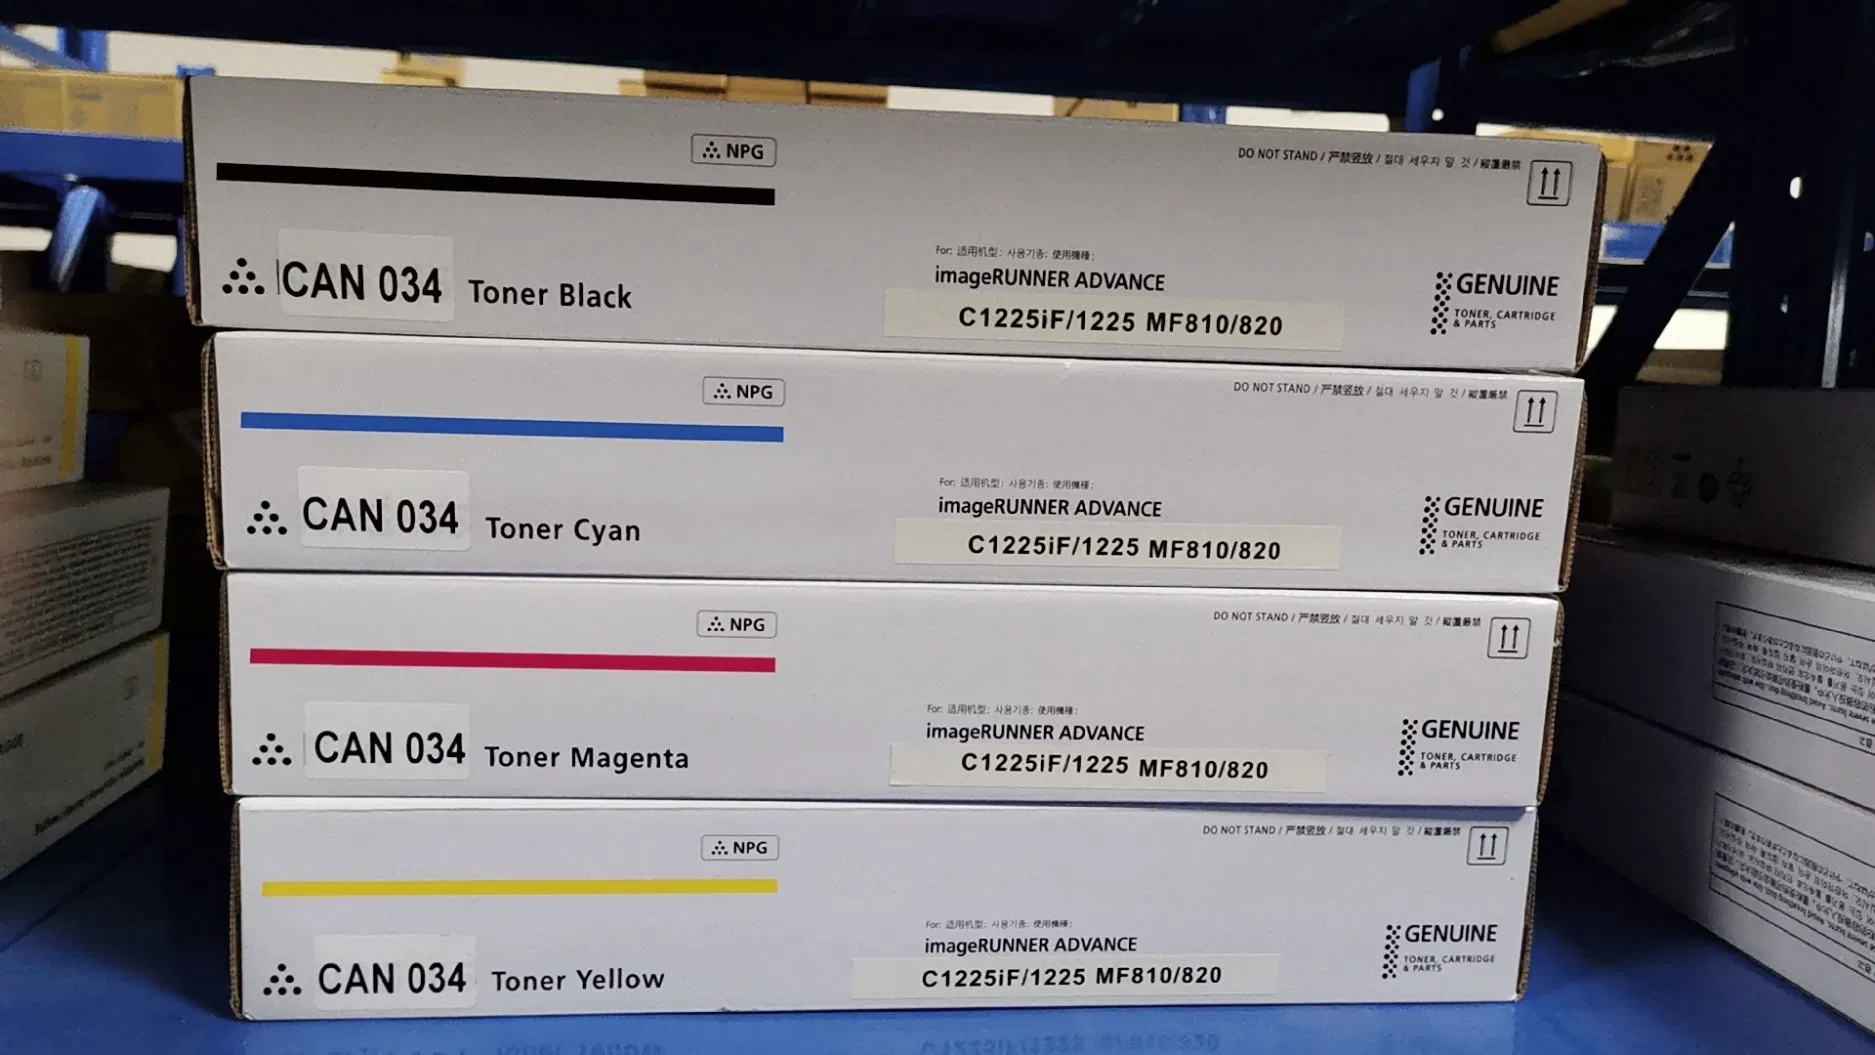 NPG
DO NOT STAND / 严禁竖放 / 절대 세우지 말 것 / 縦置厳禁
CAN 034 Toner Black
For: 适用机型: 사용기종: 使用機種:
imageRUNNER ADVANCE
C1225iF/1225 MF810/820
GENUINE
TONER, CARTRIDGE
& PARTS
NPG
DO NOT STAND / 严禁竖放 / 절대 세우지 말 것 / 縦置厳禁
CAN 034 Toner Cyan
For: 适用机型: 사용기종: 使用機種:
imageRUNNER ADVANCE
C1225iF/1225 MF810/820
GENUINE
TONER, CARTRIDGE
& PARTS
NPG
DO NOT STAND / 严禁竖放 / 절대 세우지 말 것 / 縦置厳禁
CAN 034 Toner Magenta
For: 适用机型: 사용기종: 使用機種:
imageRUNNER ADVANCE
C1225iF/1225 MF810/820
GENUINE
TONER, CARTRIDGE
& PARTS
NPG
DO NOT STAND / 严禁竖放 / 절대 세우지 말 것 / 縦置厳禁
CAN 034 Toner Yellow
For: 适用机型: 사용기종: 使用機種:
imageRUNNER ADVANCE
C1225iF/1225 MF810/820
GENUINE
TONER, CARTRIDGE
& PARTS